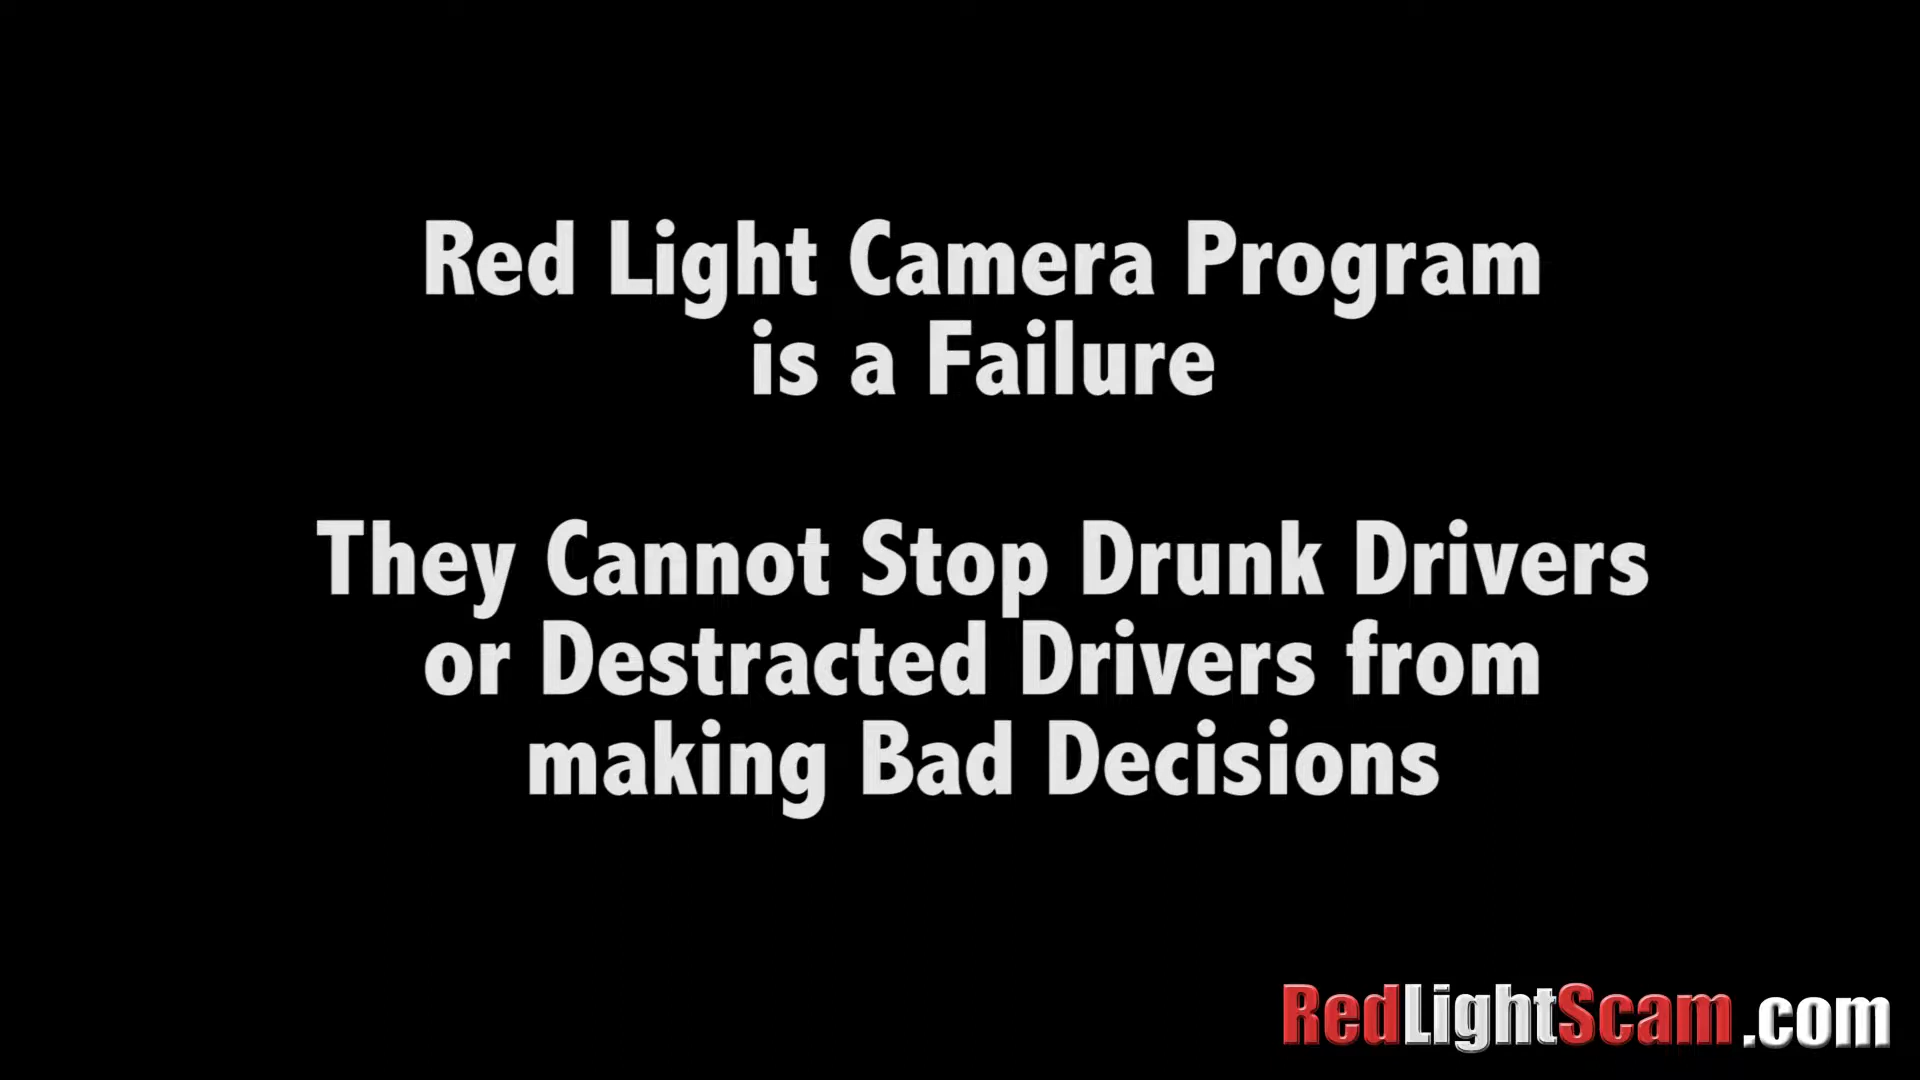 Red Light Camera Program
is a Failure
They Cannot Stop Drunk Drivers
or Destracted Drivers from
making Bad Decisions
RedLightScam.com